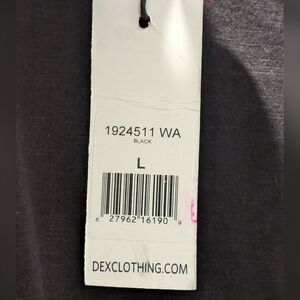 1924511 WA
BLACK
L
6 27962 16190 9
DEXCLOTHING.COM